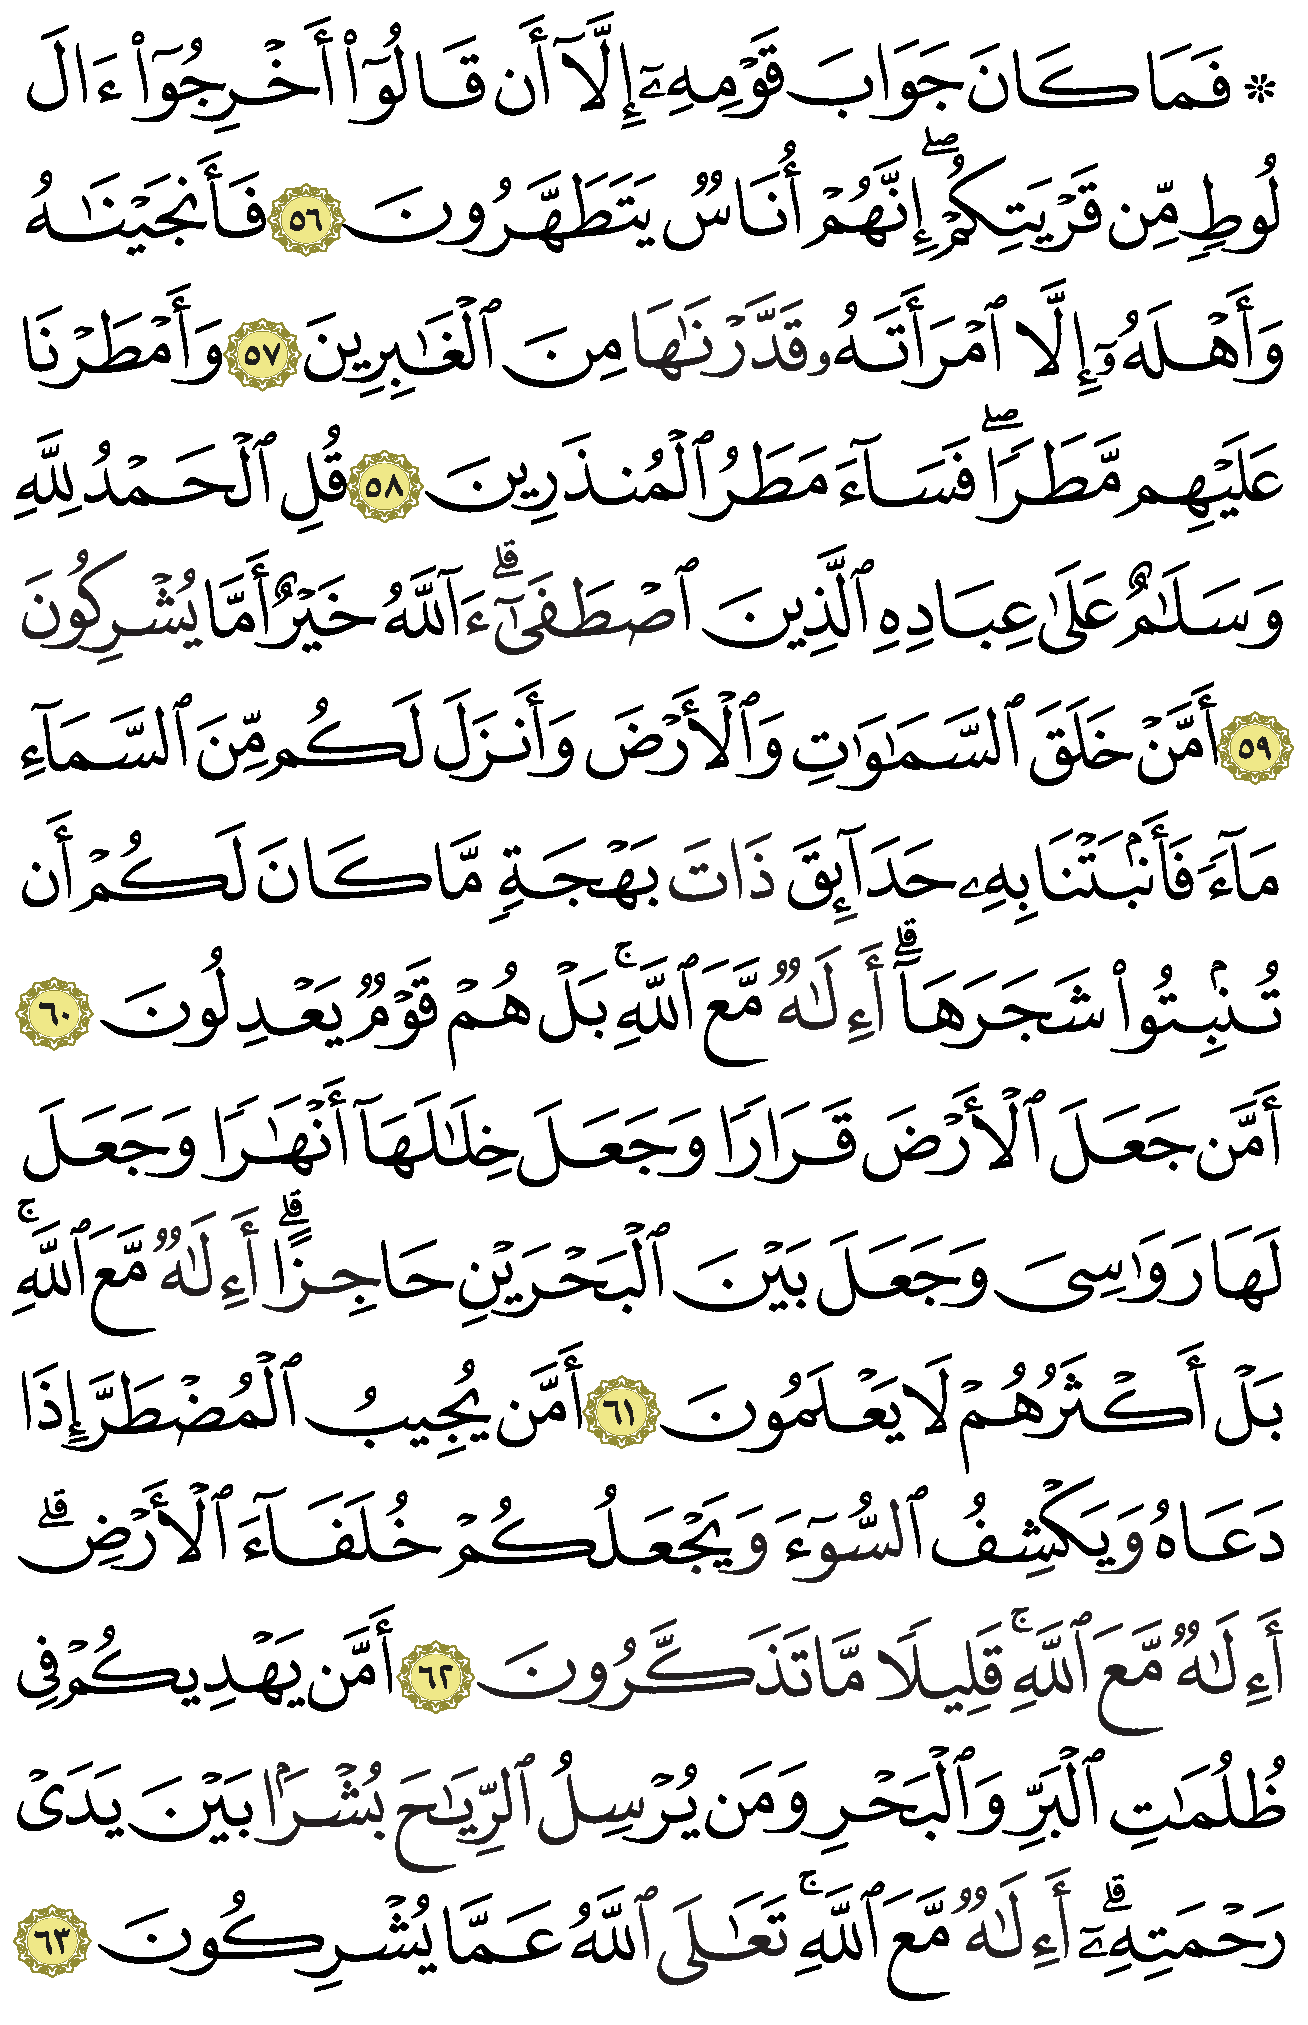 ۞ فَمَا كَانَ جَوَابَ قَوْمِهِۦٓ إِلَّآ أَن قَالُوٓا۟ أَخْرِجُوٓا۟ ءَالَ
لُوطٍ مِّن قَرْيَتِكُمْ ۖ إِنَّهُمْ أُنَاسٌ يَتَطَهَّرُونَ ٥٦ فَأَنجَيْنَـٰهُ
وَأَهْلَهُۥٓ إِلَّا ٱمْرَأَتَهُۥ قَدَّرْنَـٰهَا مِنَ ٱلْغَـٰبِرِينَ ٥٧ وَأَمْطَرْنَا
عَلَيْهِم مَّطَرًا ۖ فَسَآءَ مَطَرُ ٱلْمُنذَرِينَ ٥٨ قُلِ ٱلْحَمْدُ لِلَّهِ
وَسَلَـٰمٌ عَلَىٰ عِبَادِهِ ٱلَّذِينَ ٱصْطَفَىٰٓ ۗ ءَآللَّهُ خَيْرٌ أَمَّا يُشْرِكُونَ
٥٩ أَمَّنْ خَلَقَ ٱلسَّمَـٰوَٰتِ وَٱلْأَرْضَ وَأَنزَلَ لَكُم مِّنَ ٱلسَّمَآءِ
مَآءً فَأَنۢبَتْنَا بِهِۦ حَدَآئِقَ ذَاتَ بَهْجَةٍ مَّا كَانَ لَكُمْ أَن
تُنۢبِتُوا۟ شَجَرَهَآ ۗ أَءِلَـٰهٌ مَّعَ ٱللَّهِ ۚ بَلْ هُمْ قَوْمٌ يَعْدِلُونَ ٦٠
أَمَّن جَعَلَ ٱلْأَرْضَ قَرَارًا وَجَعَلَ خِلَـٰلَهَآ أَنْهَـٰرًا وَجَعَلَ
لَهَا رَوَٰسِىَ وَجَعَلَ بَيْنَ ٱلْبَحْرَيْنِ حَاجِزًا ۗ أَءِلَـٰهٌ مَّعَ ٱللَّهِ ۚ
بَلْ أَكْثَرُهُمْ لَا يَعْلَمُونَ ٦١ أَمَّن يُجِيبُ ٱلْمُضْطَرَّ إِذَا
دَعَاهُ وَيَكْشِفُ ٱلسُّوٓءَ وَيَجْعَلُكُمْ خُلَفَآءَ ٱلْأَرْضِ ۗ
أَءِلَـٰهٌ مَّعَ ٱللَّهِ ۚ قَلِيلًا مَّا تَذَكَّرُونَ ٦٢ أَمَّن يَهْدِيكُمْ فِى
ظُلُمَـٰتِ ٱلْبَرِّ وَٱلْبَحْرِ وَمَن يُرْسِلُ ٱلرِّيَـٰحَ بُشْرًۢا بَيْنَ يَدَىْ
رَحْمَتِهِۦٓ ۗ أَءِلَـٰهٌ مَّعَ ٱللَّهِ ۚ تَعَـٰلَى ٱللَّهُ عَمَّا يُشْرِكُونَ ٦٣